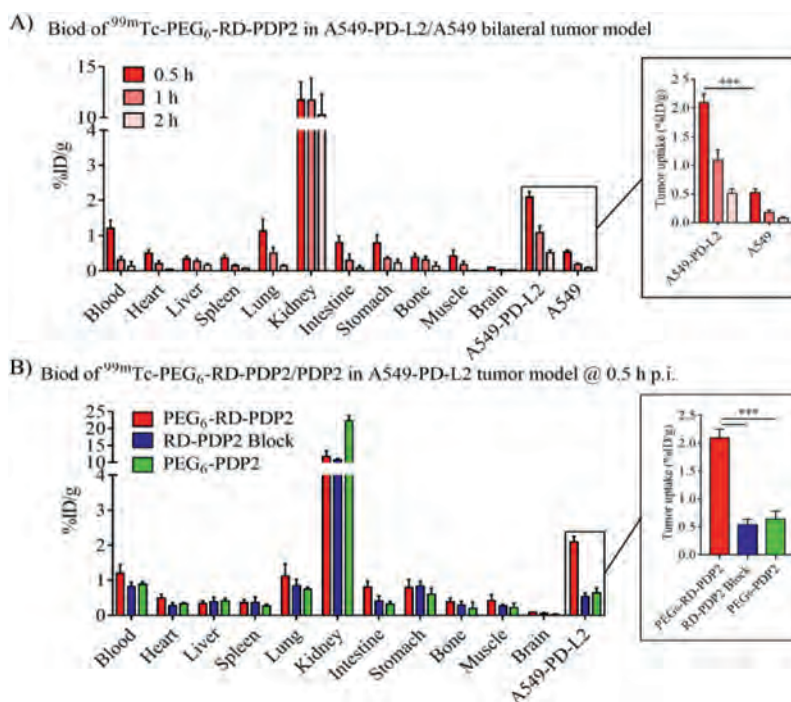 A) Biod of ⁹⁹ᵐTc-PEG₆-RD-PDP2 in A549-PD-L2/A549 bilateral tumor model
15
10
4
3
2
1
0
%ID/g
0.5 h
1 h
2 h
Blood
Heart
Liver
Spleen
Lung
Kidney
Intestine
Stomach
Bone
Muscle
Brain
A549-PD-L2
A549
2.5
2.0
1.5
1.0
0.5
0.0
Tumor uptake (%ID/g)
***
A549-PD-L2
A549
B) Biod of ⁹⁹ᵐTc-PEG₆-RD-PDP2/PDP2 in A549-PD-L2 tumor model @ 0.5 h p.i.
25
20
15
10
4
3
2
1
0
%ID/g
PEG₆-RD-PDP2
RD-PDP2 Block
PEG₆-PDP2
Blood
Heart
Liver
Spleen
Lung
Kidney
Intestine
Stomach
Bone
Muscle
Brain
A549-PD-L2
2.5
2.0
1.5
1.0
0.5
0.0
Tumor uptake (%ID/g)
***
PEG₆-RD-PDP2
RD-PDP2 Block
PEG₆-PDP2